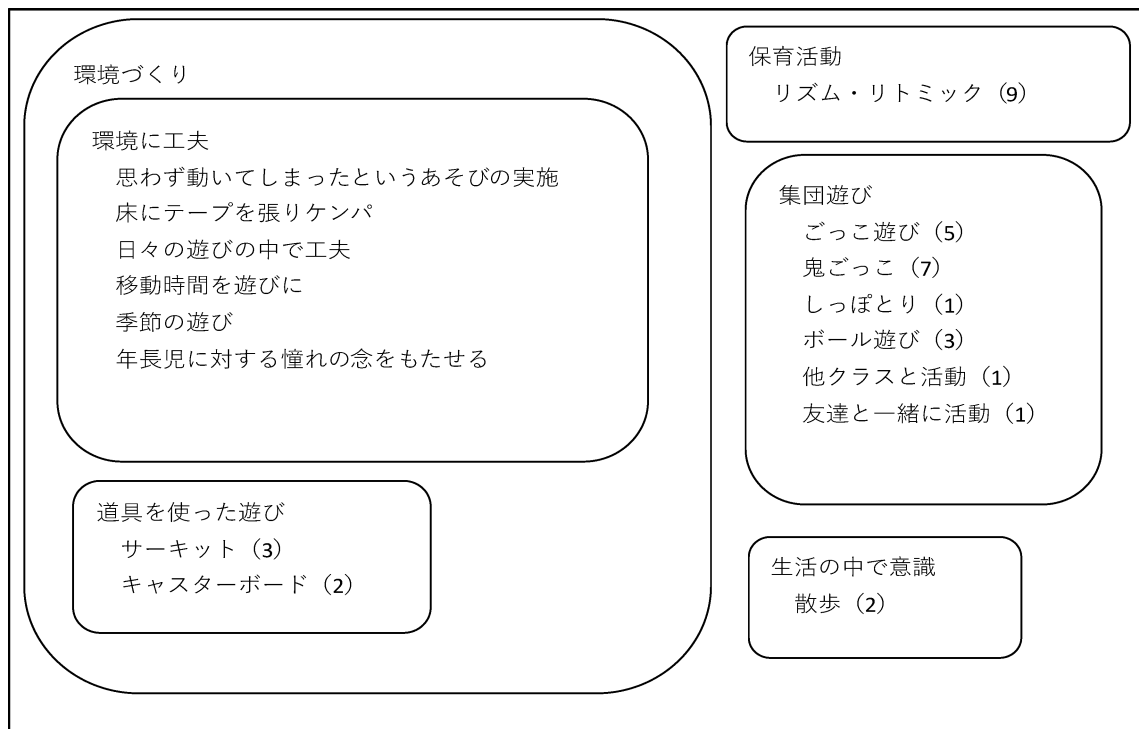 環境づくり
環境に工夫
思わず動いてしまったというあそびの実施
床にテープを張りケンパ
日々の遊びの中で工夫
移動時間を遊びに
季節の遊び
年長児に対する憧れの念をもたせる
道具を使った遊び
サーキット（3）
キャスターボード（2）
保育活動
リズム・リトミック（9）
集団遊び
ごっこ遊び（5）
鬼ごっこ（7）
しっぽとり（1）
ボール遊び（3）
他クラスと活動（1）
友達と一緒に活動（1）
生活の中で意識
散歩（2）